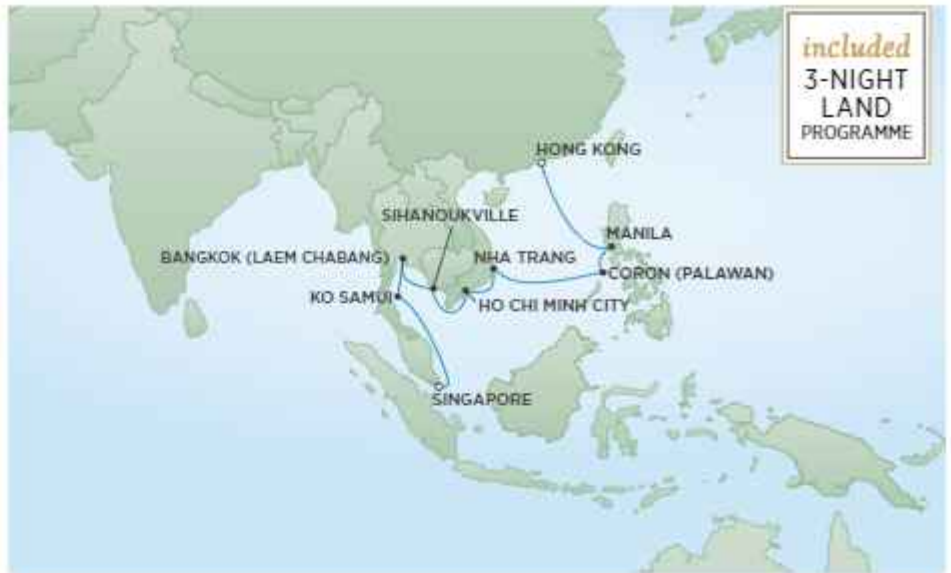 included
3-NIGHT
LAND
PROGRAMME
HONG KONG
SIHANOUKVILLE
MANILA
BANGKOK (LAEM CHABANG)
NHA TRANG
CORON (PALAWAN)
KO SAMUI
HO CHI MINH CITY
SINGAPORE